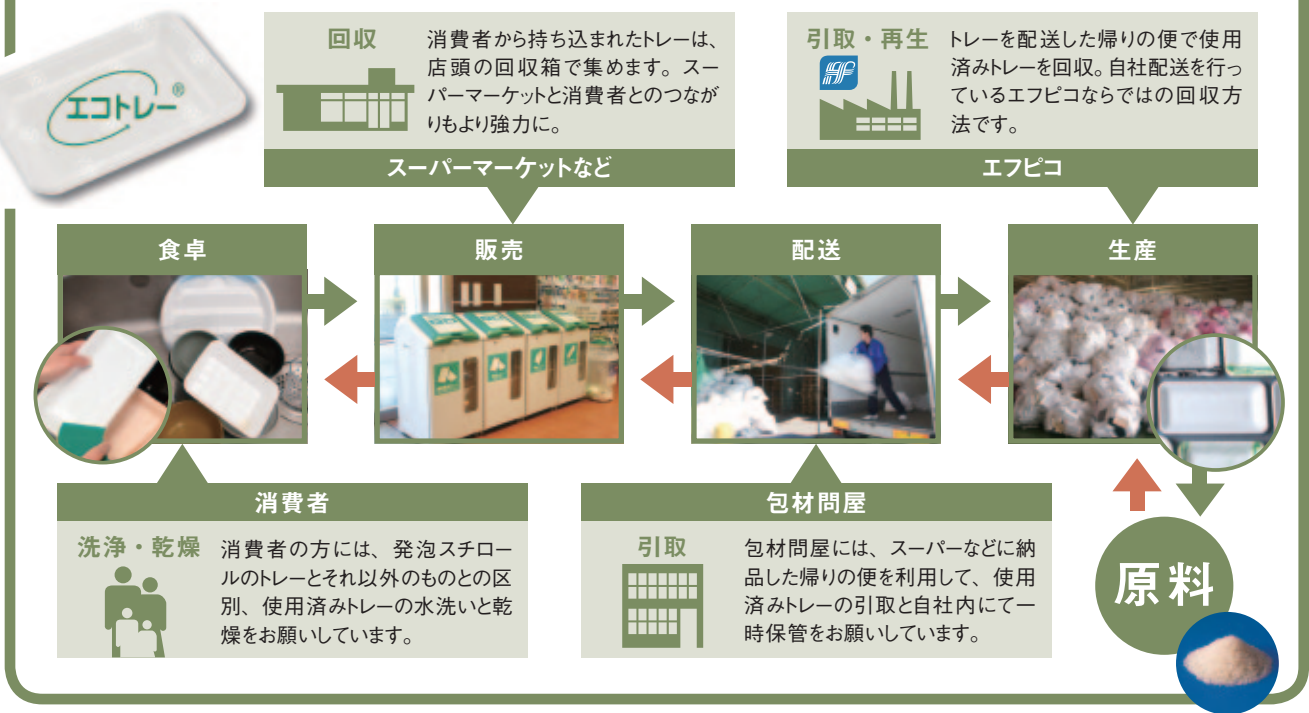 エコトレー®
回収
消費者から持ち込まれたトレーは、
店頭の回収箱で集めます。スー
パーマーケットと消費者とのつなが
りもより強力に。
スーパーマーケットなど
引取・再生
トレーを配送した帰りの便で使用
済みトレーを回収。自社配送を行っ
ているエフピコならではの回収方
法です。
エフピコ
食卓
販売
配送
生産
消費者
洗浄・乾燥
消費者の方には、発泡スチロー
ルのトレーとそれ以外のものとの区
別、使用済みトレーの水洗いと乾
燥をお願いしています。
包材問屋
引取
包材問屋には、スーパーなどに納
品した帰りの便を利用して、使用
済みトレーの引取と自社内にて一
時保管をお願いしています。
原料